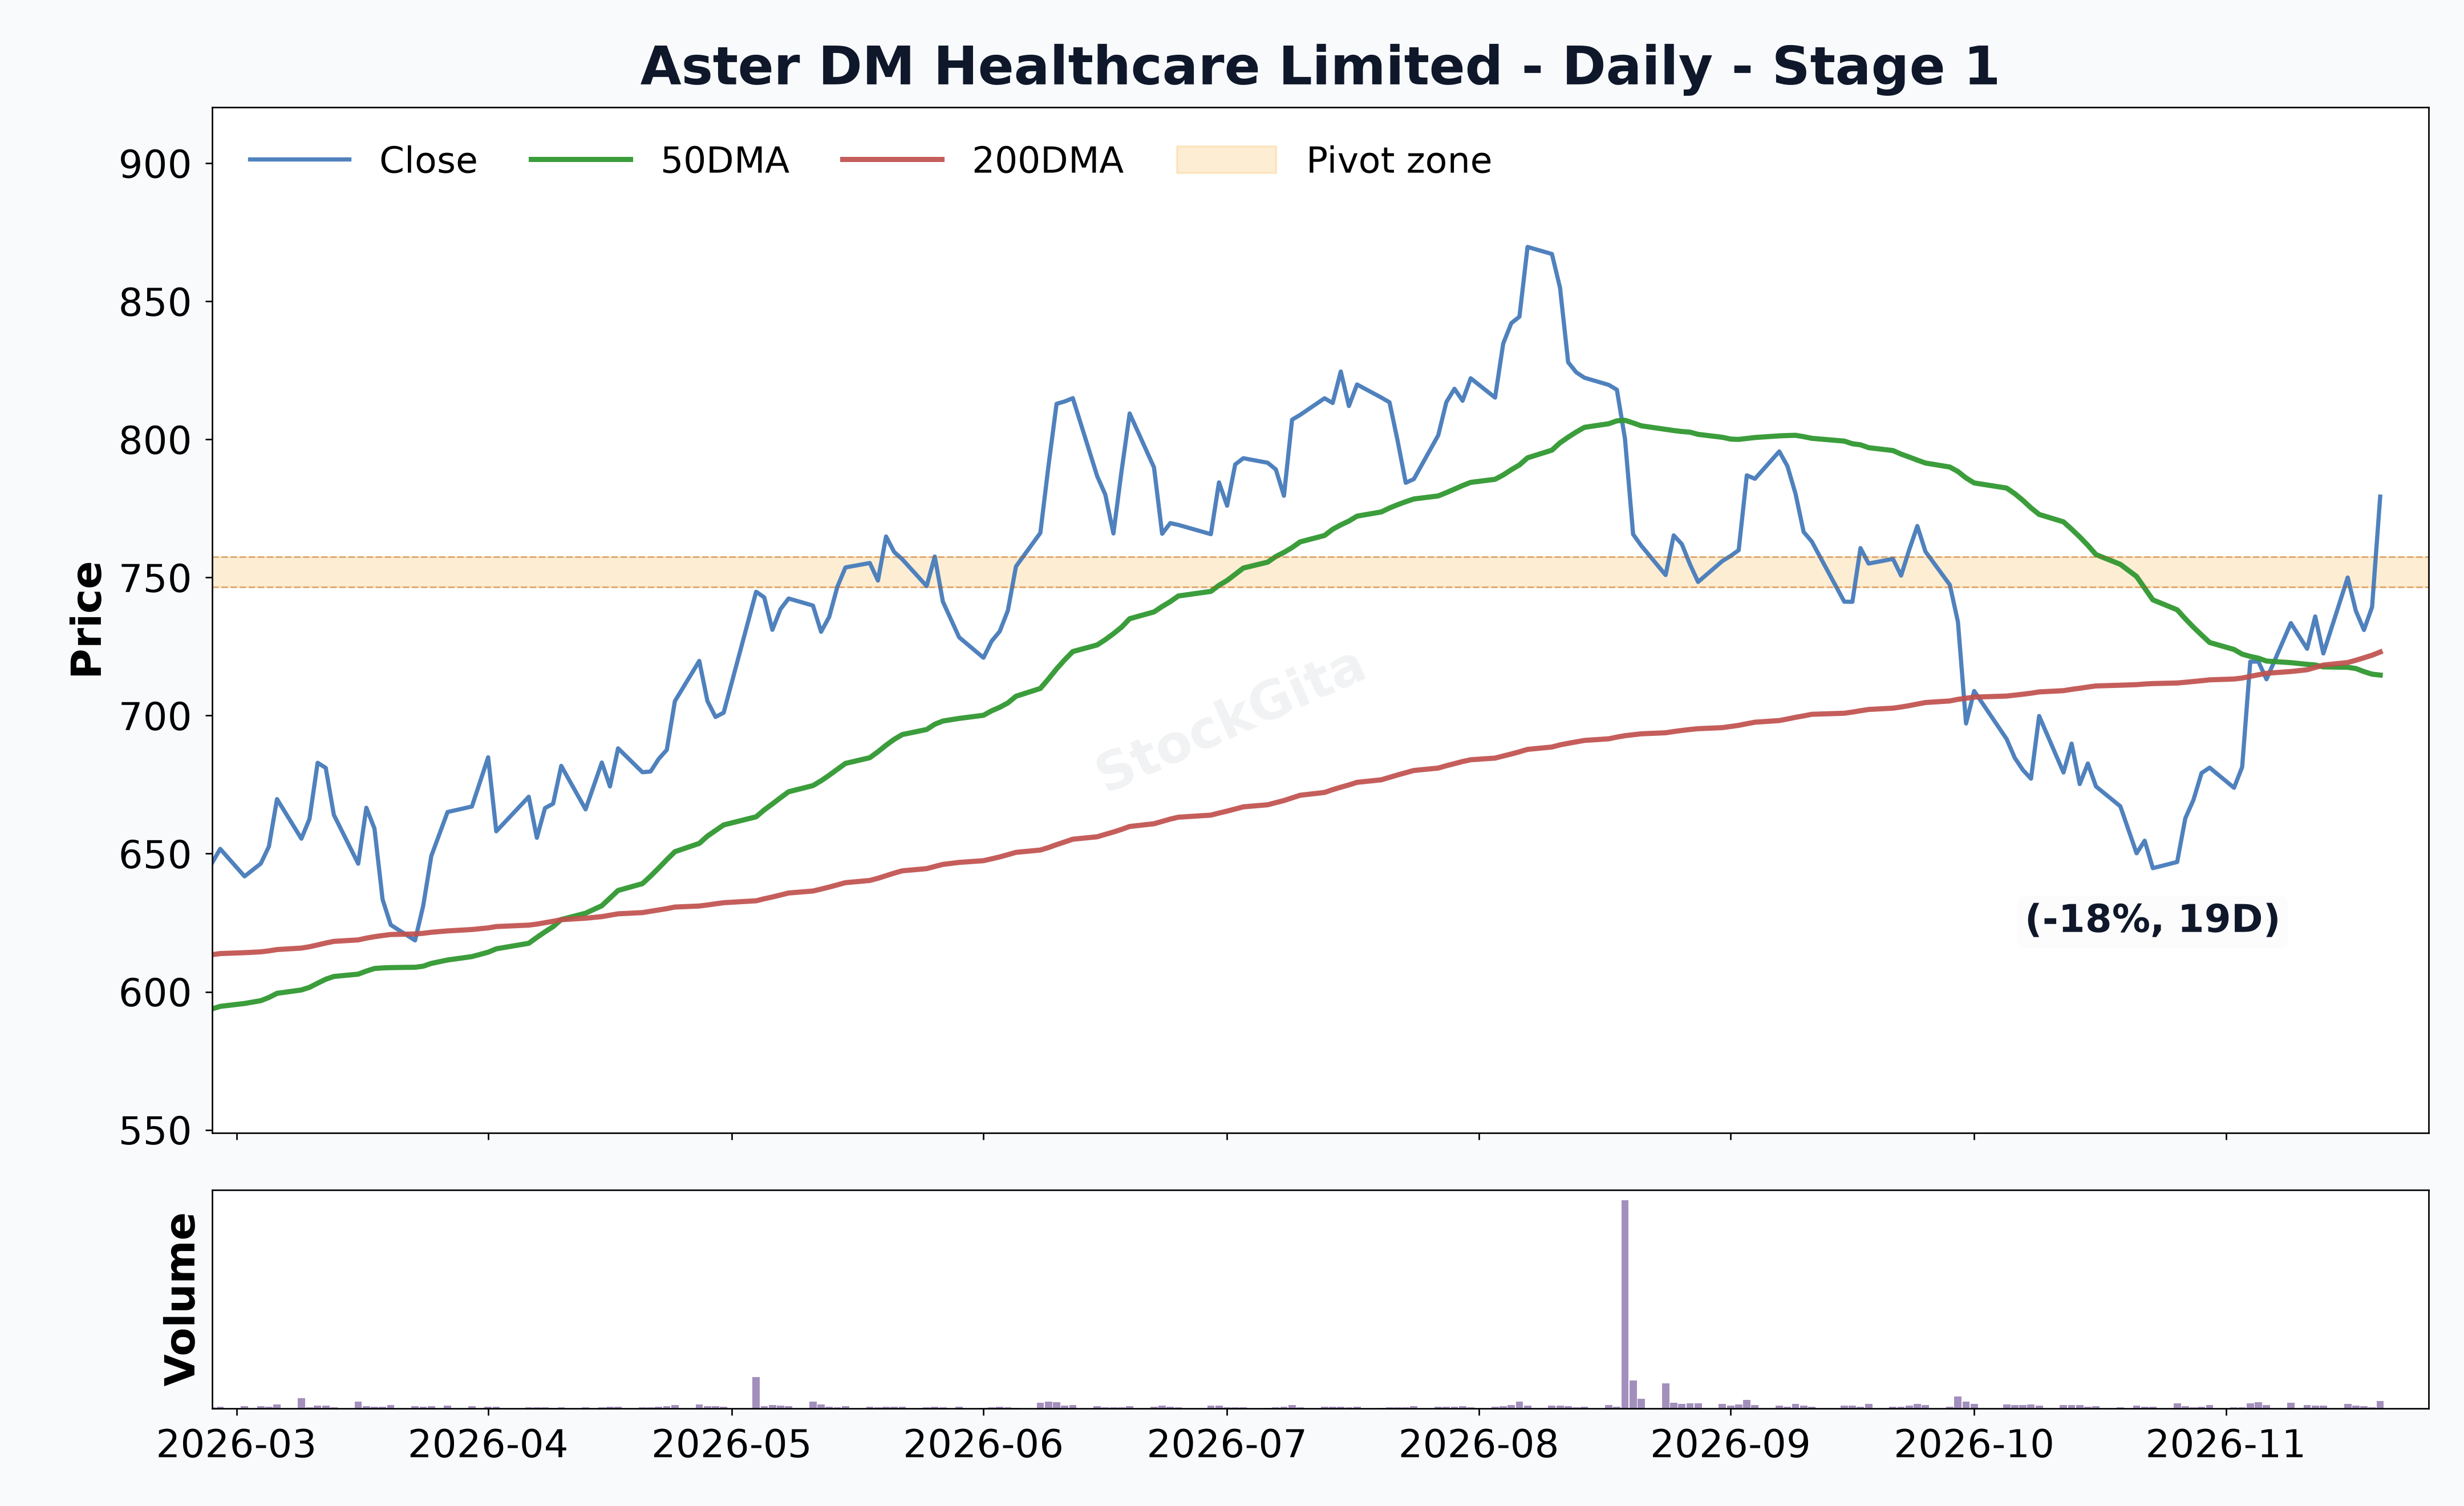 Aster DM Healthcare Limited - Daily - Stage 1
Close 50DMA 200DMA Pivot zone
900
850
800
750
700
650
600
550
Price
StockGita
(-18%, 19D)
Volume
2026-03 2026-04 2026-05 2026-06 2026-07 2026-08 2026-09 2026-10 2026-11